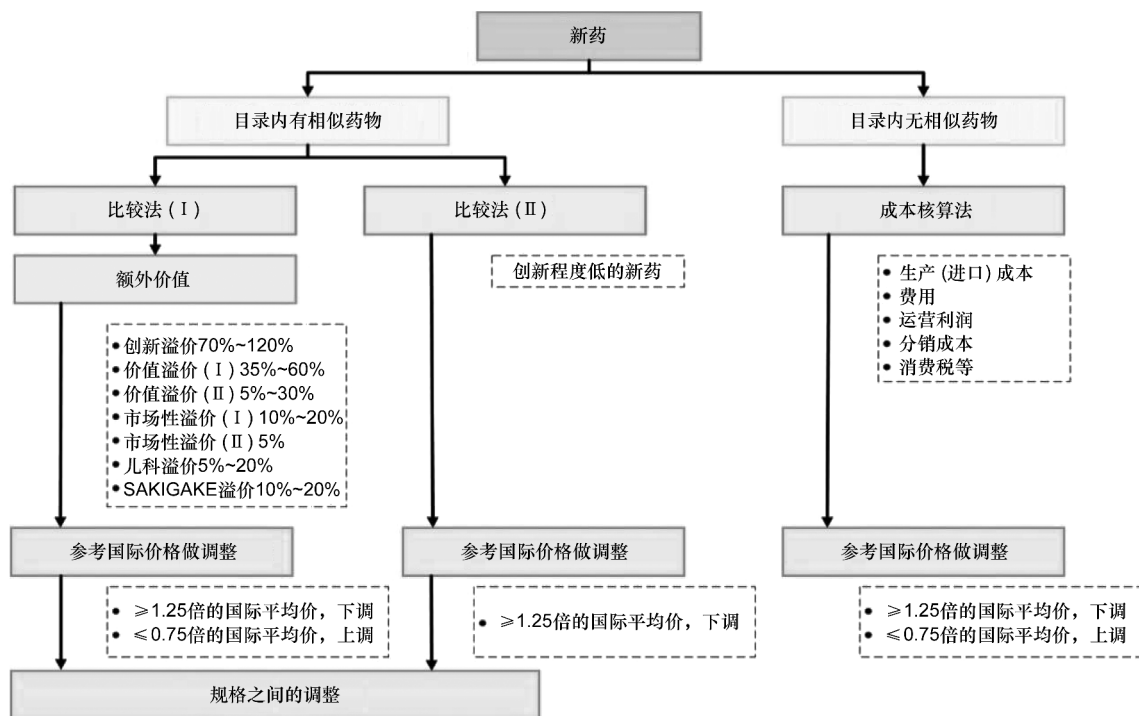 新药
目录内有相似药物
目录内无相似药物
比较法 (Ⅰ)
比较法 (Ⅱ)
成本核算法
额外价值
创新程度低的新药
• 生产 (进口) 成本
• 费用
• 运营利润
• 分销成本
• 消费税等
•创新溢价70%~120%
•价值溢价 (Ⅰ) 35%~60%
•价值溢价 (Ⅱ) 5%~30%
•市场性溢价 (Ⅰ) 10%~20%
•市场性溢价 (Ⅱ) 5%
•儿科溢价5%~20%
•SAKIGAKE溢价10%~20%
参考国际价格做调整
参考国际价格做调整
参考国际价格做调整
• ≥1.25倍的国际平均价，下调
• ≤0.75倍的国际平均价，上调
• ≥1.25倍的国际平均价，下调
• ≥1.25倍的国际平均价，下调
• ≤0.75倍的国际平均价，上调
规格之间的调整